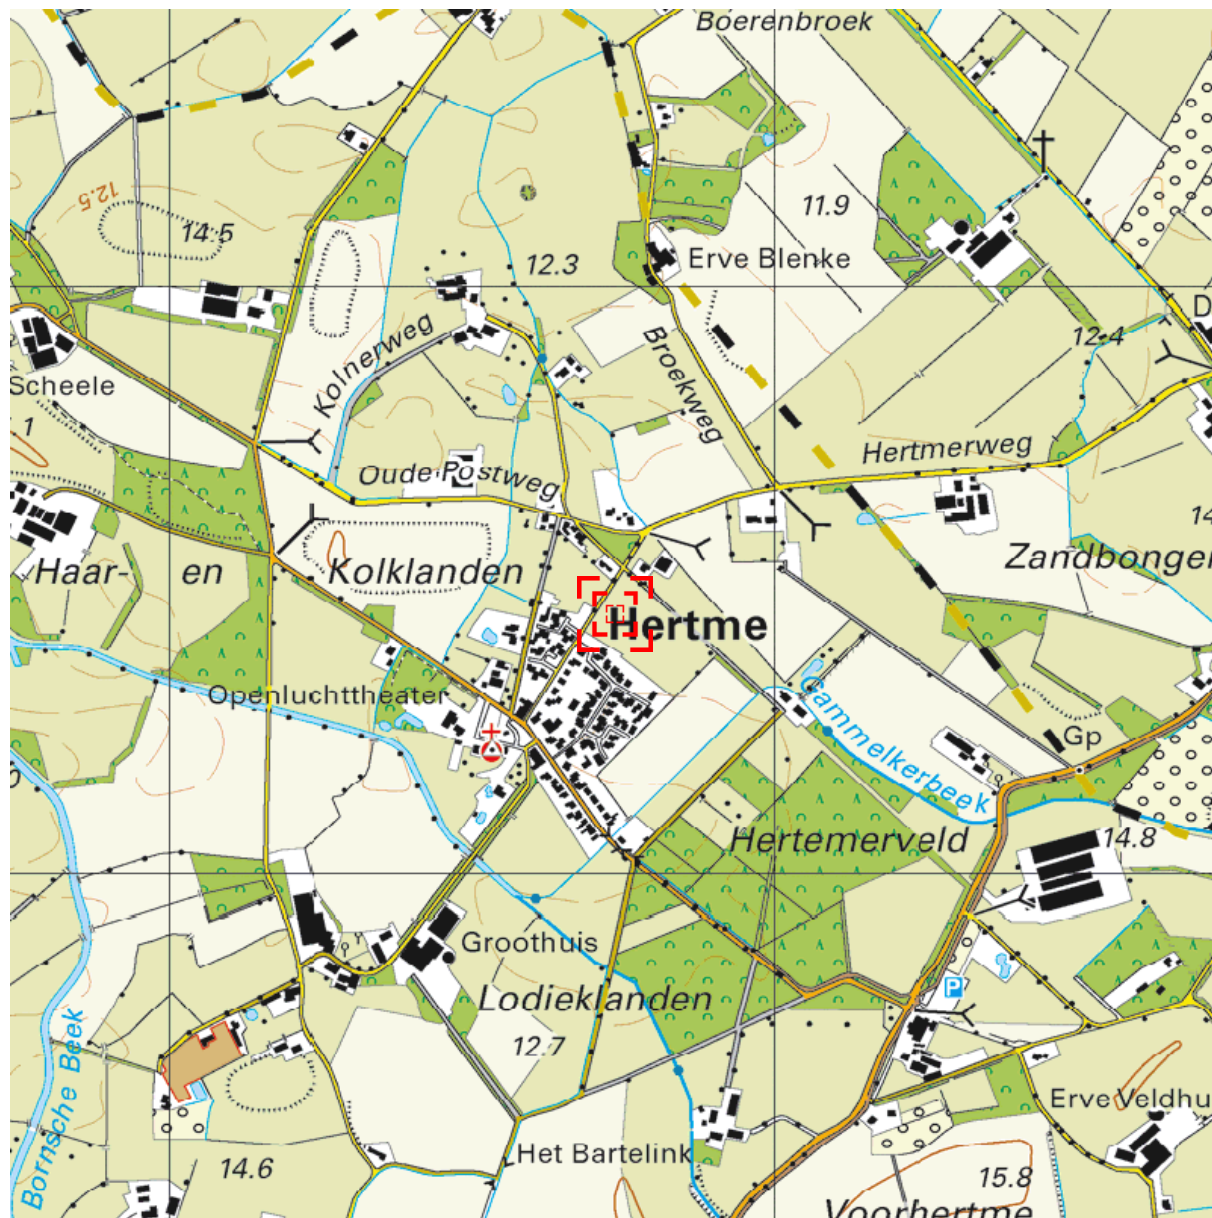 Boerenbroek
12.5
14.5
11.9
12.3
Erve Blenke
D
12.4
Kolnerweg
Broekweg
Scheele
1
Hertmerweg
Oude Postweg
14
Haar- en Kolklanden
Zandbongen
Hertme
Openluchttheater
Gammelkerbeek
Gp
Hertemerveld
14.8
Groothuis
P
Lodieklanden
12.7
Bornsche Beek
Erve Veldhu
Het Bartelink
14.6
15.8
Voorhertme